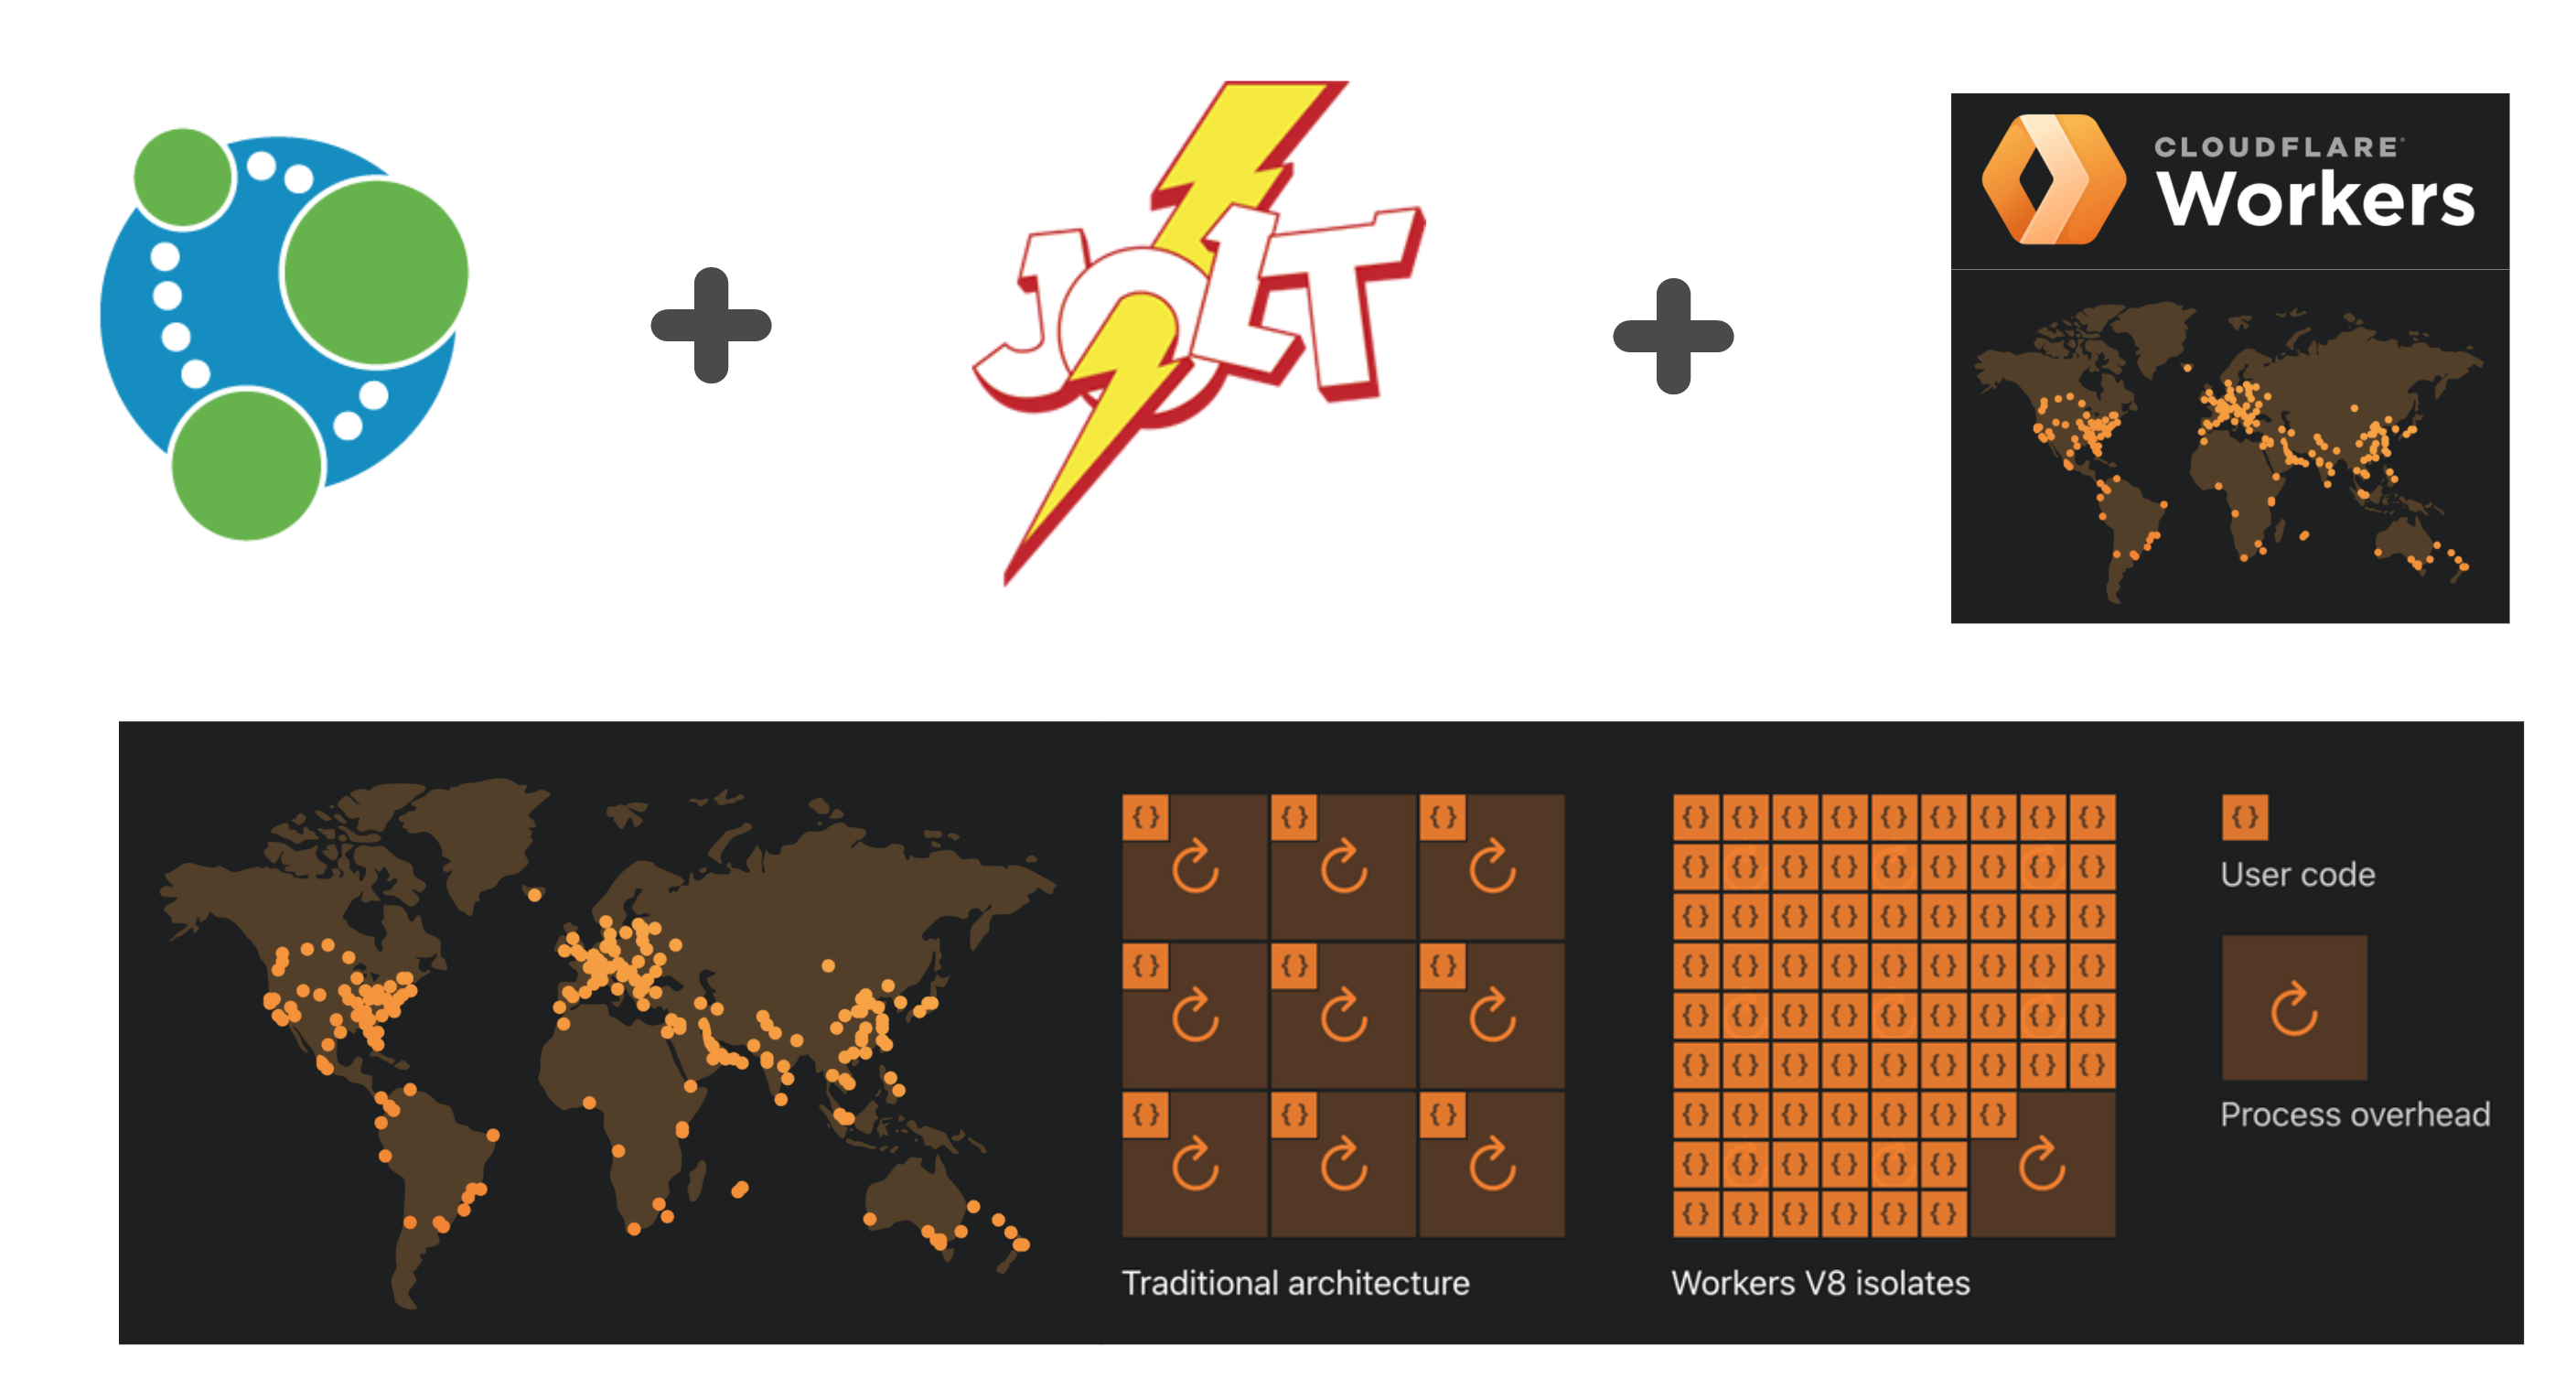 JOLT
CLOUDFLARE
Workers
{}
User code
Process overhead
Traditional architecture
Workers V8 isolates